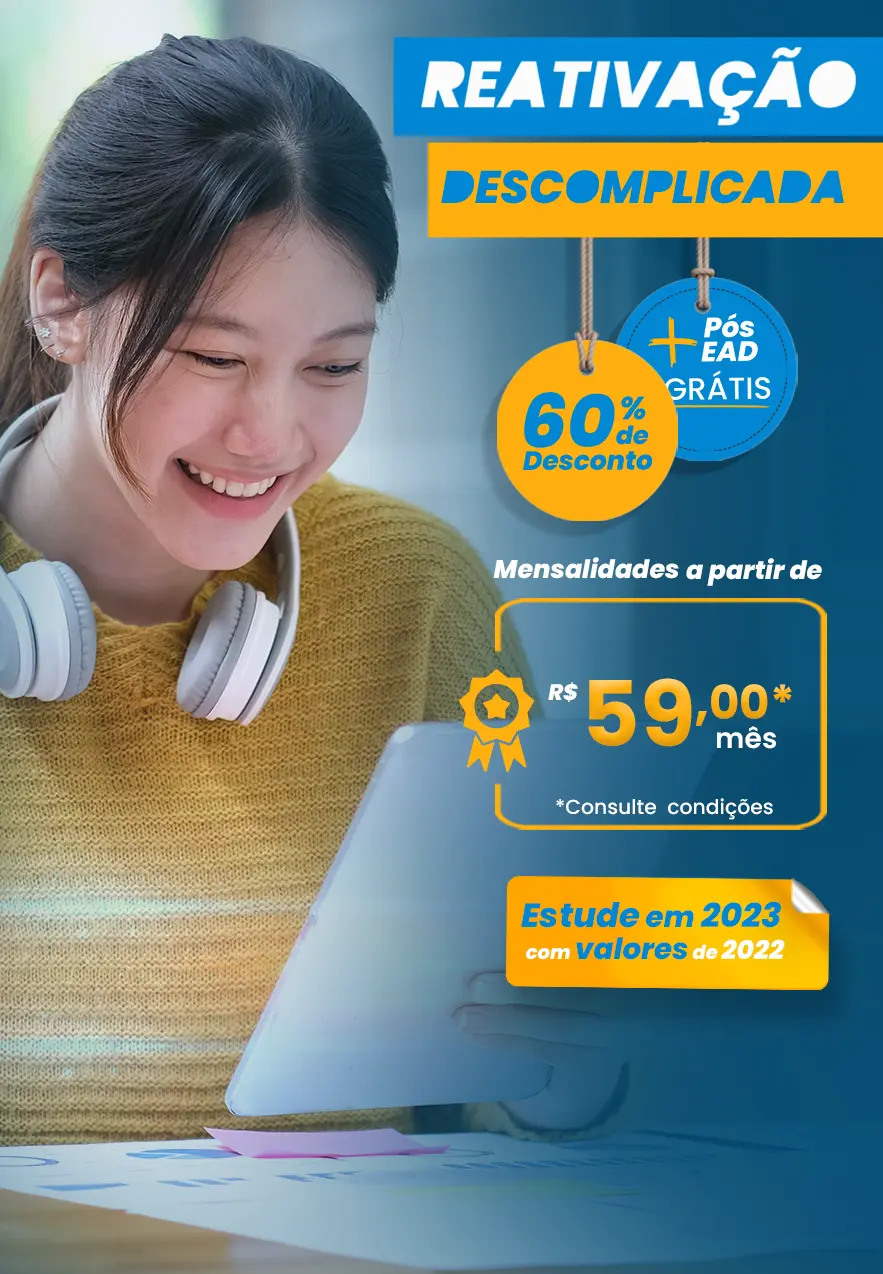 REATIVAÇÃO
DESCOMPLICADA
+ Pós
EAD
GRÁTIS
60%
de
Desconto
Mensalidades a partir de
R$ 59,00*
mês
*Consulte condições
Estude em 2023
com valores de 2022